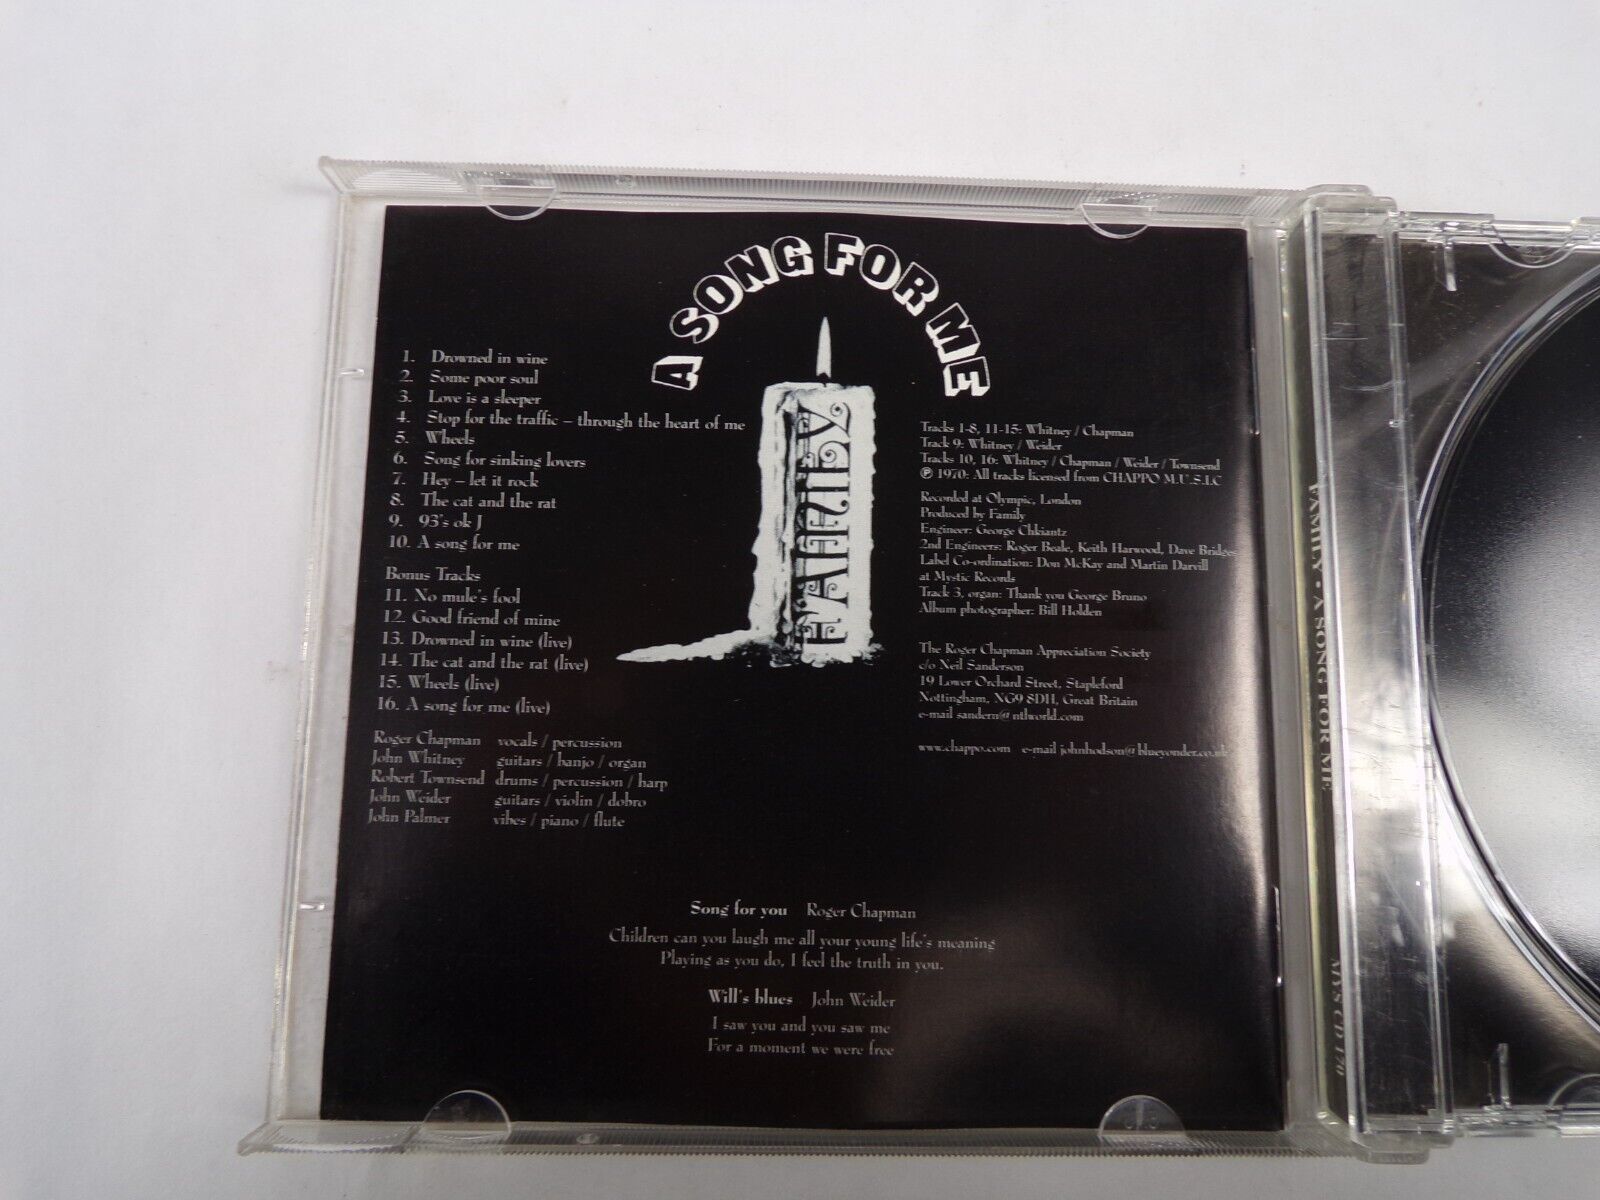 A SONG FOR ME
FAMILY
1. Drowned in wine
2. Some poor soul
3. Love is a sleeper
4. Stop for the traffic – through the heart of me
5. Wheels
6. Song for sinking lovers
7. Hey – let it rock
8. The cat and the rat
9. 93's ok J
10. A song for me
Bonus Tracks
11. No mule's fool
12. Good friend of mine
13. Drowned in wine (live)
14. The cat and the rat (live)
15. Wheels (live)
16. A song for me (live)
Roger Chapman vocals / percussion
John Whitney guitars / banjo / organ
Robert Townsend drums / percussion / harp
John Weider guitars / violin / dobro
John Palmer vibes / piano / flute
Tracks 1-8, 11-15: Whitney / Chapman
Track 9: Whitney / Weider
Tracks 10, 16: Whitney / Chapman / Weider / Townsend
℗ 1970: All tracks licensed from CHAPPO M.U.S.I.C
Recorded at Olympic, London
Produced by Family
Engineer: George Chkiantz
2nd Engineers: Roger Beale, Keith Harwood, Dave Bridges
Label Co-ordination: Don McKay and Martin Darvill
at Mystic Records
Track 3, organ: Thank you George Bruno
Album photographer: Bill Holden
The Roger Chapman Appreciation Society
c/o Neil Sanderson
19 Lower Orchard Street, Stapleford
Nottingham, NG9 8DH, Great Britain
e-mail sandern@ntlworld.com
www.chappo.com e-mail johnhodson@blueyonder.co.uk
Song for you Roger Chapman
Children can you laugh me all your young life's meaning
Playing as you do, I feel the truth in you.
Will's blues John Weider
I saw you and you saw me
For a moment we were free
FAMILY • A SONG FOR ME
MYS CD 170